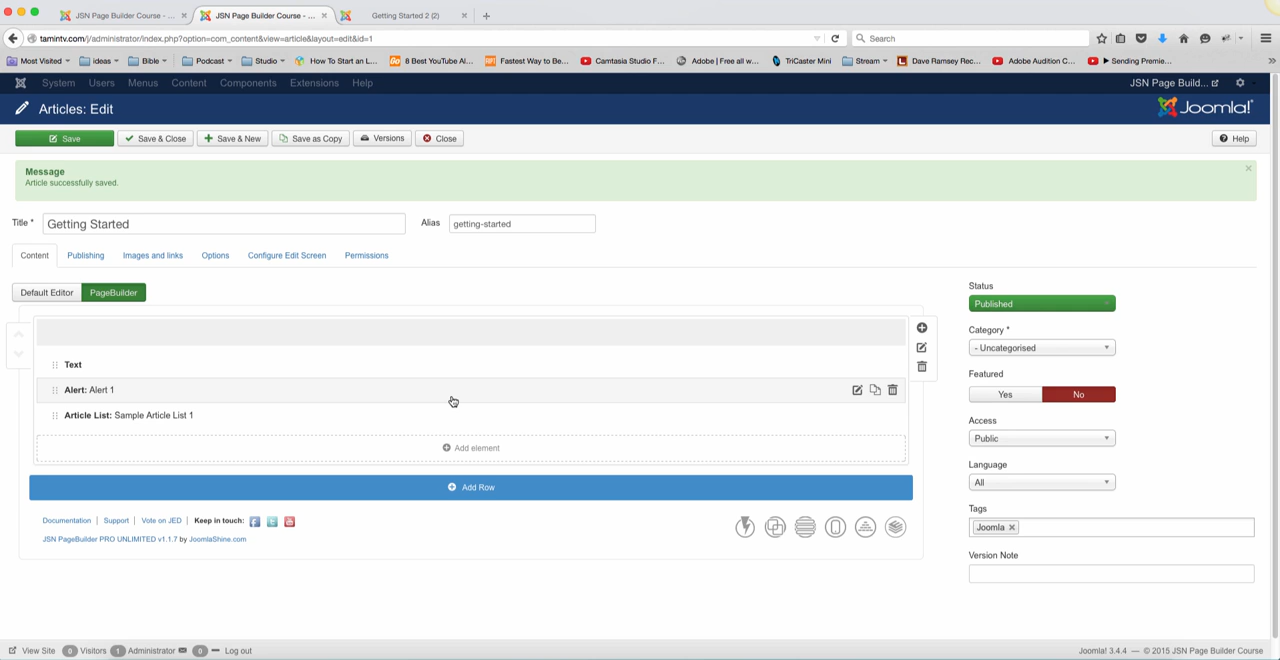 JSN Page Builder Course - ... × JSN Page Builder Course - ... × Getting Started 2 (2) × +
tamintv.com/j/administrator/index.php?option=com_content&view=article&layout=edit&id=1 Search
Most Visited ideas Bible Podcast Studio How To Start an L... 8 Best YouTube Al... Fastest Way to Be... Camtasia Studio F... Adobe | Free all w... TriCaster Mini Stream Dave Ramsey Rec... Adobe Audition C... ► Sending Premie... »
System Users Menus Content Components Extensions Help JSN Page Build...
Articles: Edit Joomla!
Save Save & Close Save & New Save as Copy Versions Close Help
Message ×
Article successfully saved.
Title * Getting Started Alias getting-started
Content Publishing Images and links Options Configure Edit Screen Permissions
Default Editor PageBuilder
Status
Published
Category *
- Uncategorised
Text
Featured
Alert: Alert 1
Yes No
Article List: Sample Article List 1
Access
Public
Add element
Language
All
Add Row
Tags
Joomla ×
Documentation | Support | Vote on JED | Keep in touch:
JSN PageBuilder PRO UNLIMITED v1.1.7 by JoomlaShine.com
Version Note
View Site 0 Visitors 1 Administrator 0 Log out Joomla! 3.4.4 — © 2015 JSN Page Builder Course